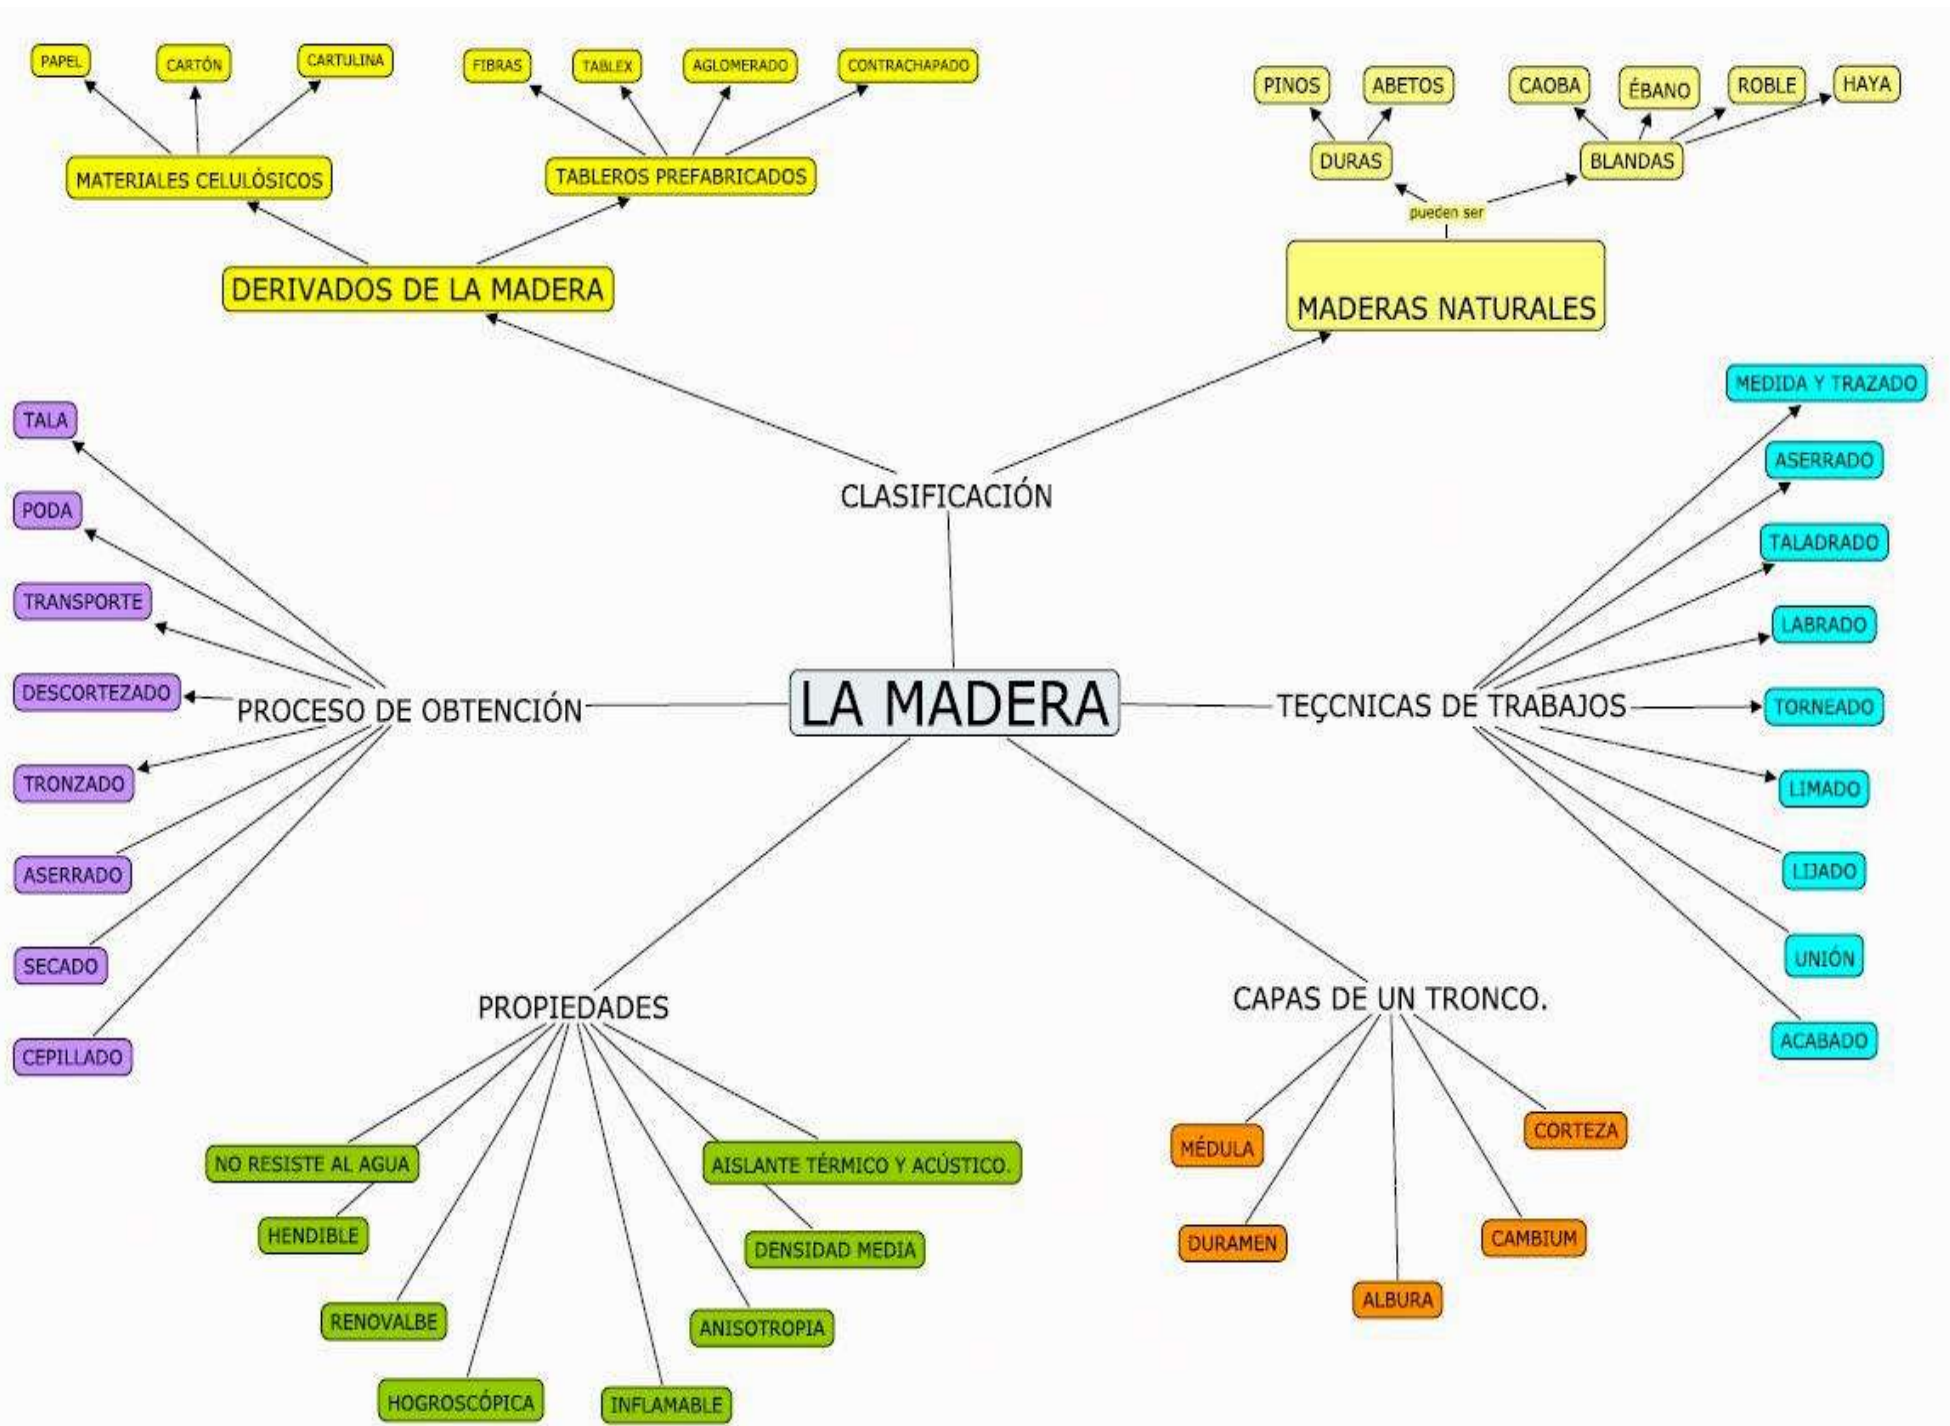 PAPEL
CARTÓN
CARTULINA
FIBRAS
TABLEX
AGLOMERADO
CONTRACHAPADO
MATERIALES CELULÓSICOS
TABLEROS PREFABRICADOS
DERIVADOS DE LA MADERA
PINOS
ABETOS
CAOBA
ÉBANO
ROBLE
HAYA
DURAS
BLANDAS
pueden ser
MADERAS NATURALES
CLASIFICACIÓN
TALA
PODA
TRANSPORTE
DESCORTEZADO
TRONZADO
ASERRADO
SECADO
CEPILLADO
PROCESO DE OBTENCIÓN
LA MADERA
TEÇCNICAS DE TRABAJOS
MEDIDA Y TRAZADO
ASERRADO
TALADRADO
LABRADO
TORNEADO
LIMADO
LIJADO
UNIÓN
ACABADO
PROPIEDADES
NO RESISTE AL AGUA
HENDIBLE
RENOVALBE
HOGROSCÓPICA
INFLAMABLE
ANISOTROPIA
DENSIDAD MEDIA
AISLANTE TÉRMICO Y ACÚSTICO.
CAPAS DE UN TRONCO.
MÉDULA
DURAMEN
ALBURA
CAMBIUM
CORTEZA